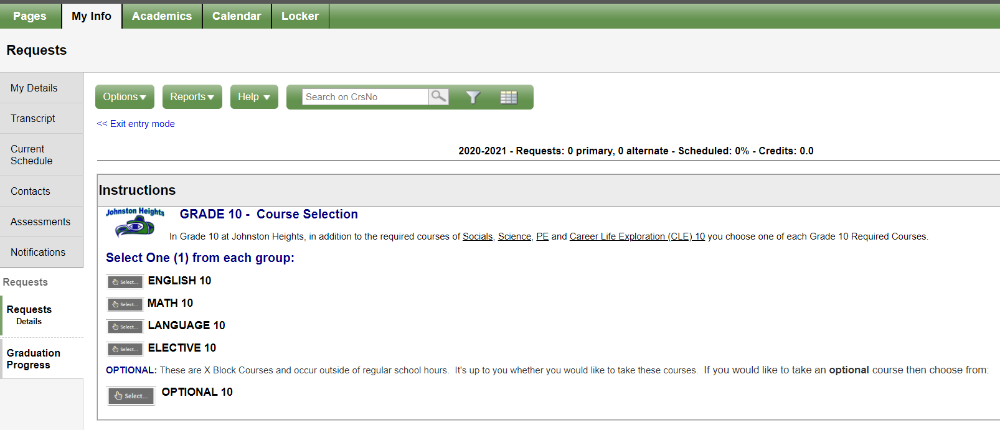 Pages My Info Academics Calendar Locker
Requests
My Details
Transcript
Current
Schedule
Contacts
Assessments
Notifications
Requests
Requests
Details
Graduation
Progress
Options▼ Reports▼ Help ▼ Search on CrsNo
<< Exit entry mode
2020-2021 - Requests: 0 primary, 0 alternate - Scheduled: 0% - Credits: 0.0
Instructions
Johnston Heights
GRADE 10 - Course Selection
In Grade 10 at Johnston Heights, in addition to the required courses of Socials, Science, PE and Career Life Exploration (CLE) 10 you choose one of each Grade 10 Required Courses.
Select One (1) from each group:
Select... ENGLISH 10
Select... MATH 10
Select... LANGUAGE 10
Select... ELECTIVE 10
OPTIONAL: These are X Block Courses and occur outside of regular school hours. It's up to you whether you would like to take these courses. If you would like to take an optional course then choose from:
Select... OPTIONAL 10